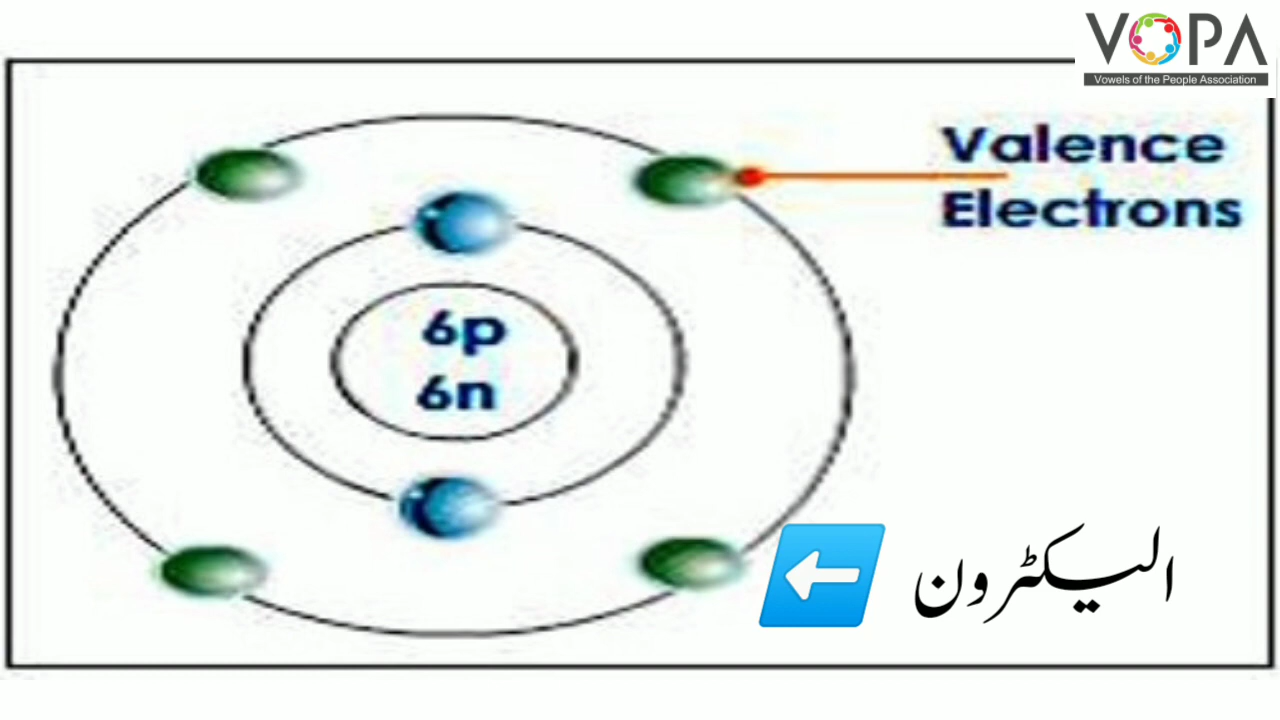 VOPA
Vowels of the People Association
Valence
Electrons
6p
6n
الیکٹرون